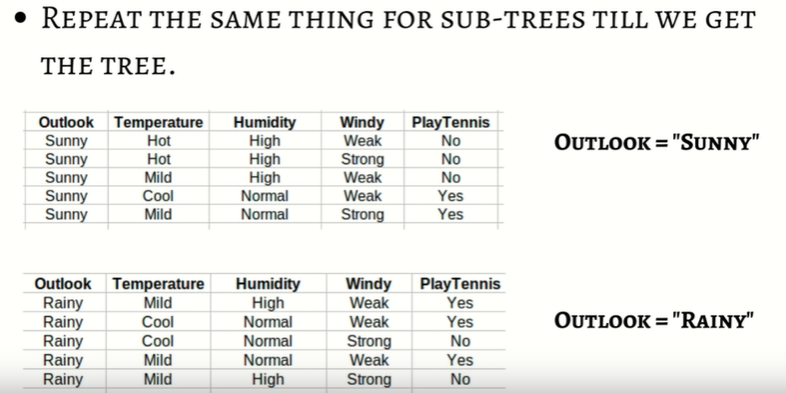 • Repeat the same thing for sub-trees till we get
the tree.
Outlook Temperature Humidity Windy PlayTennis
Sunny Hot High Weak No
Sunny Hot High Strong No
Sunny Mild High Weak No
Sunny Cool Normal Weak Yes
Sunny Mild Normal Strong Yes
Outlook = "Sunny"
Outlook Temperature Humidity Windy PlayTennis
Rainy Mild High Weak Yes
Rainy Cool Normal Weak Yes
Rainy Cool Normal Strong No
Rainy Mild Normal Weak Yes
Rainy Mild High Strong No
Outlook = "Rainy"